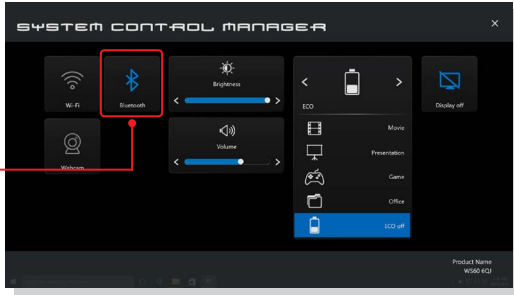 SYSTEM CONTROL MANAGER
Wi-Fi
Bluetooth
Brightness
ECO
Display off
Webcam
Volume
Movie
Presentation
Game
Office
ECO off
Product Name
WS60 6QJ